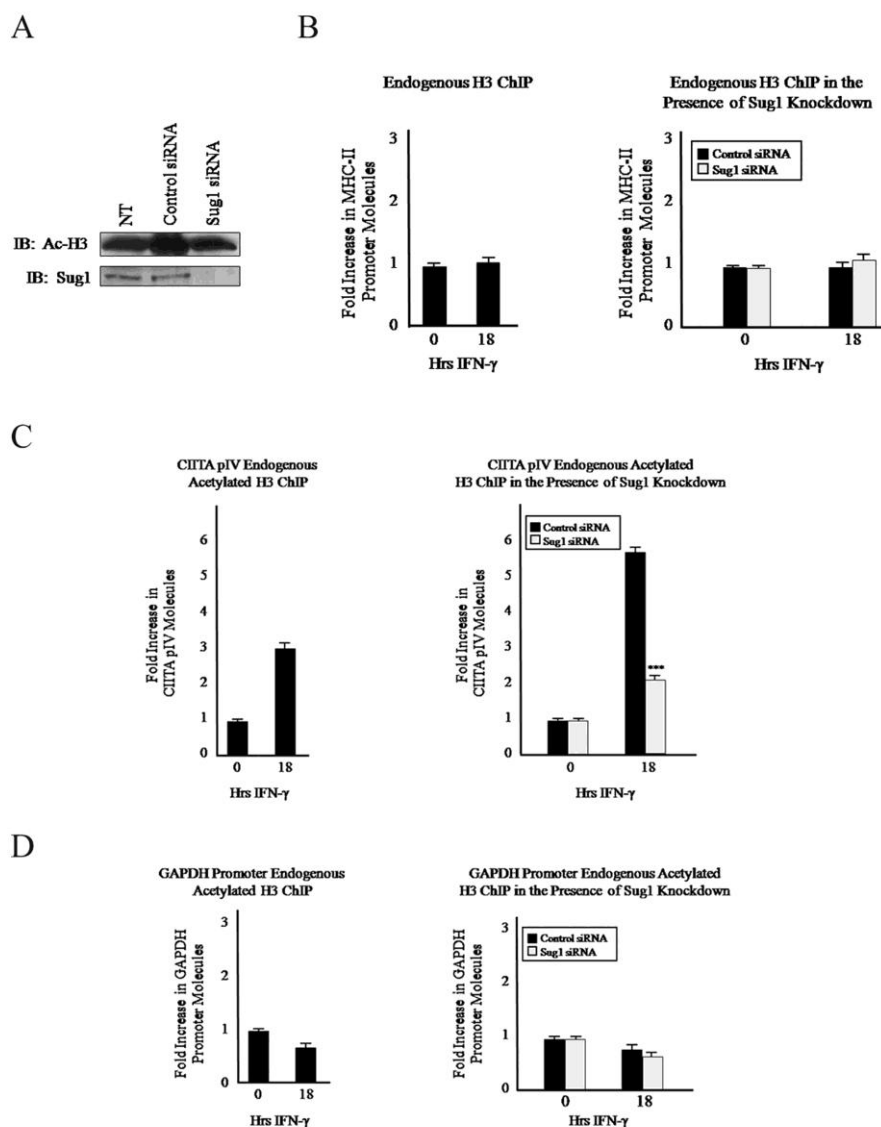 A
NT
Control siRNA
Sug1 siRNA
IB: Ac-H3
IB: Sug1
B
Endogenous H3 ChIP
Fold Increase in MHC-II
Promoter Molecules
3
2
1
0
0
18
Hrs IFN-γ
Endogenous H3 ChIP in the
Presence of Sug1 Knockdown
Fold Increase in MHC-II
Promoter Molecules
3
2
1
0
Control siRNA
Sug1 siRNA
0
18
Hrs IFN-γ
C
CIITA pIV Endogenous
Acetylated H3 ChIP
Fold Increase in
CIITA pIV Molecules
6
5
4
3
2
1
0
0
18
Hrs IFN-γ
CIITA pIV Endogenous Acetylated
H3 ChIP in the Presence of Sug1 Knockdown
Fold Increase in
CIITA pIV Molecules
6
5
4
3
2
1
0
Control siRNA
Sug1 siRNA
***
0
18
Hrs IFN-γ
D
GAPDH Promoter Endogenous
Acetylated H3 ChIP
Fold Increase in GAPDH
Promoter Molecules
3
2
1
0
0
18
Hrs IFN-γ
GAPDH Promoter Endogenous Acetylated
H3 ChIP in the Presence of Sug1 Knockdown
Fold Increase in GAPDH
Promoter Molecules
3
2
1
0
Control siRNA
Sug1 siRNA
0
18
Hrs IFN-γ